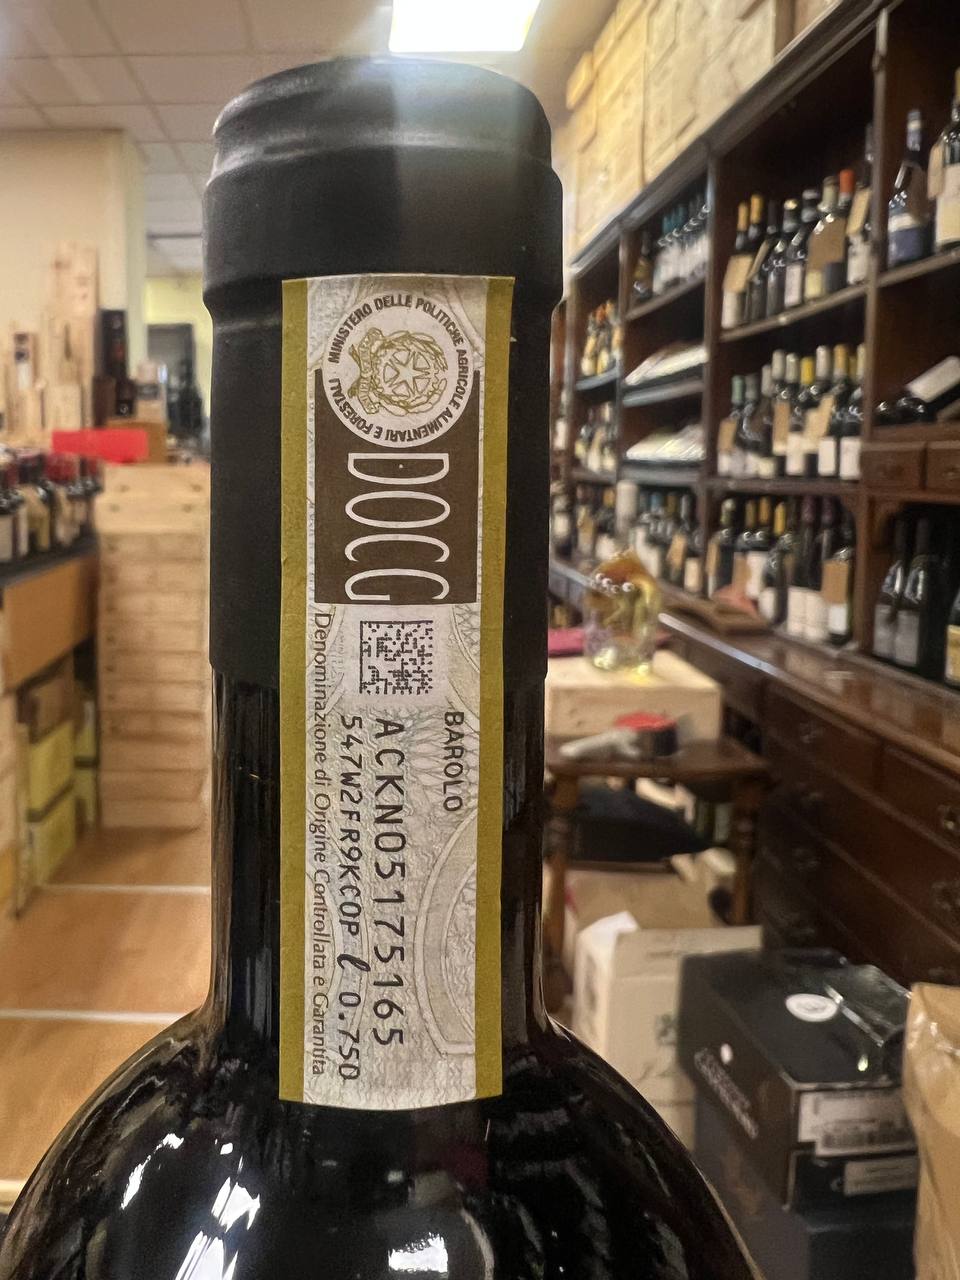 MINISTERO DELLE POLITICHE AGRICOLE ALIMENTARI E FORESTALI
DOCG
BAROLO
ACKN05175165
547W2FR9KCOP ℓ 0.750
Denominazione di Origine Controllata e Garantita